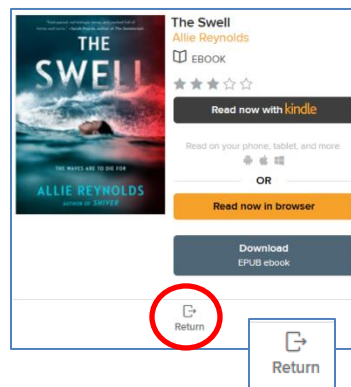 The Swell
Allie Reynolds
EBOOK
THE
SWELL
THE WAVES ARE TO DIE FOR
ALLIE REYNOLDS
AUTHOR OF SHIVER
Read now with kindle
Read on your phone, tablet, and more
OR
Read now in browser
Download
EPUB ebook
Return
Return